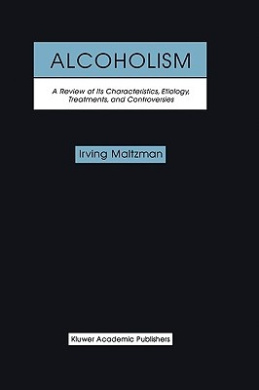 ALCOHOLISM
A Review of Its Characteristics, Etiology,
Treatments, and Controversies
Irving Maltzman
Kluwer Academic Publishers